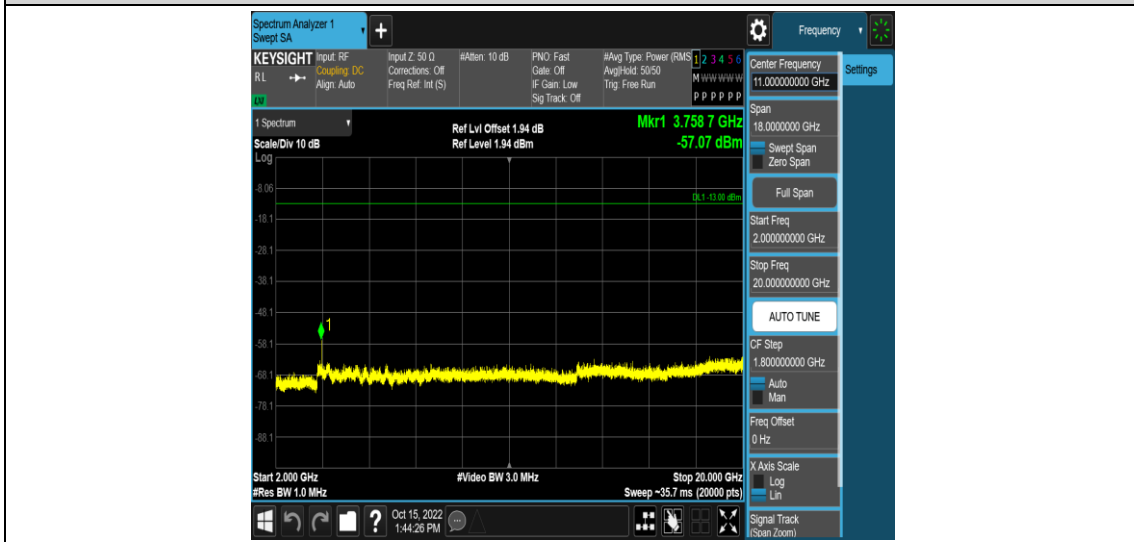 Spectrum Analyzer 1
Swept SA
+
Frequency
KEYSIGHT
RL
LXI
Input: RF
Coupling: DC
Align: Auto
Input Z: 50 Ω
Corrections: Off
Freq Ref: Int (S)
#Atten: 10 dB
PNO: Fast
Gate: Off
IF Gain: Low
Sig Track: Off
#Avg Type: Power (RMS
Avg|Hold: 50/50
Trig: Free Run
1 2 3 4 5 6
M W W W W W
P P P P P P
1 Spectrum
Scale/Div 10 dB
Log
Ref Lvl Offset 1.94 dB
Ref Level 1.94 dBm
Mkr1 3.758 7 GHz
-57.07 dBm
-8.06
DL1 -13.00 dBm
-18.1
-28.1
-38.1
-48.1
1
-58.1
-68.1
-78.1
-88.1
Start 2.000 GHz
#Res BW 1.0 MHz
#Video BW 3.0 MHz
Stop 20.000 GHz
Sweep ~35.7 ms (20000 pts)
Center Frequency
11.000000000 GHz
Settings
Span
18.0000000 GHz
Swept Span
Zero Span
Full Span
Start Freq
2.000000000 GHz
Stop Freq
20.000000000 GHz
AUTO TUNE
CF Step
1.800000000 GHz
Auto
Man
Freq Offset
0 Hz
X Axis Scale
Log
Lin
Signal Track
(Span Zoom)
?
Oct 15, 2022
1:44:26 PM